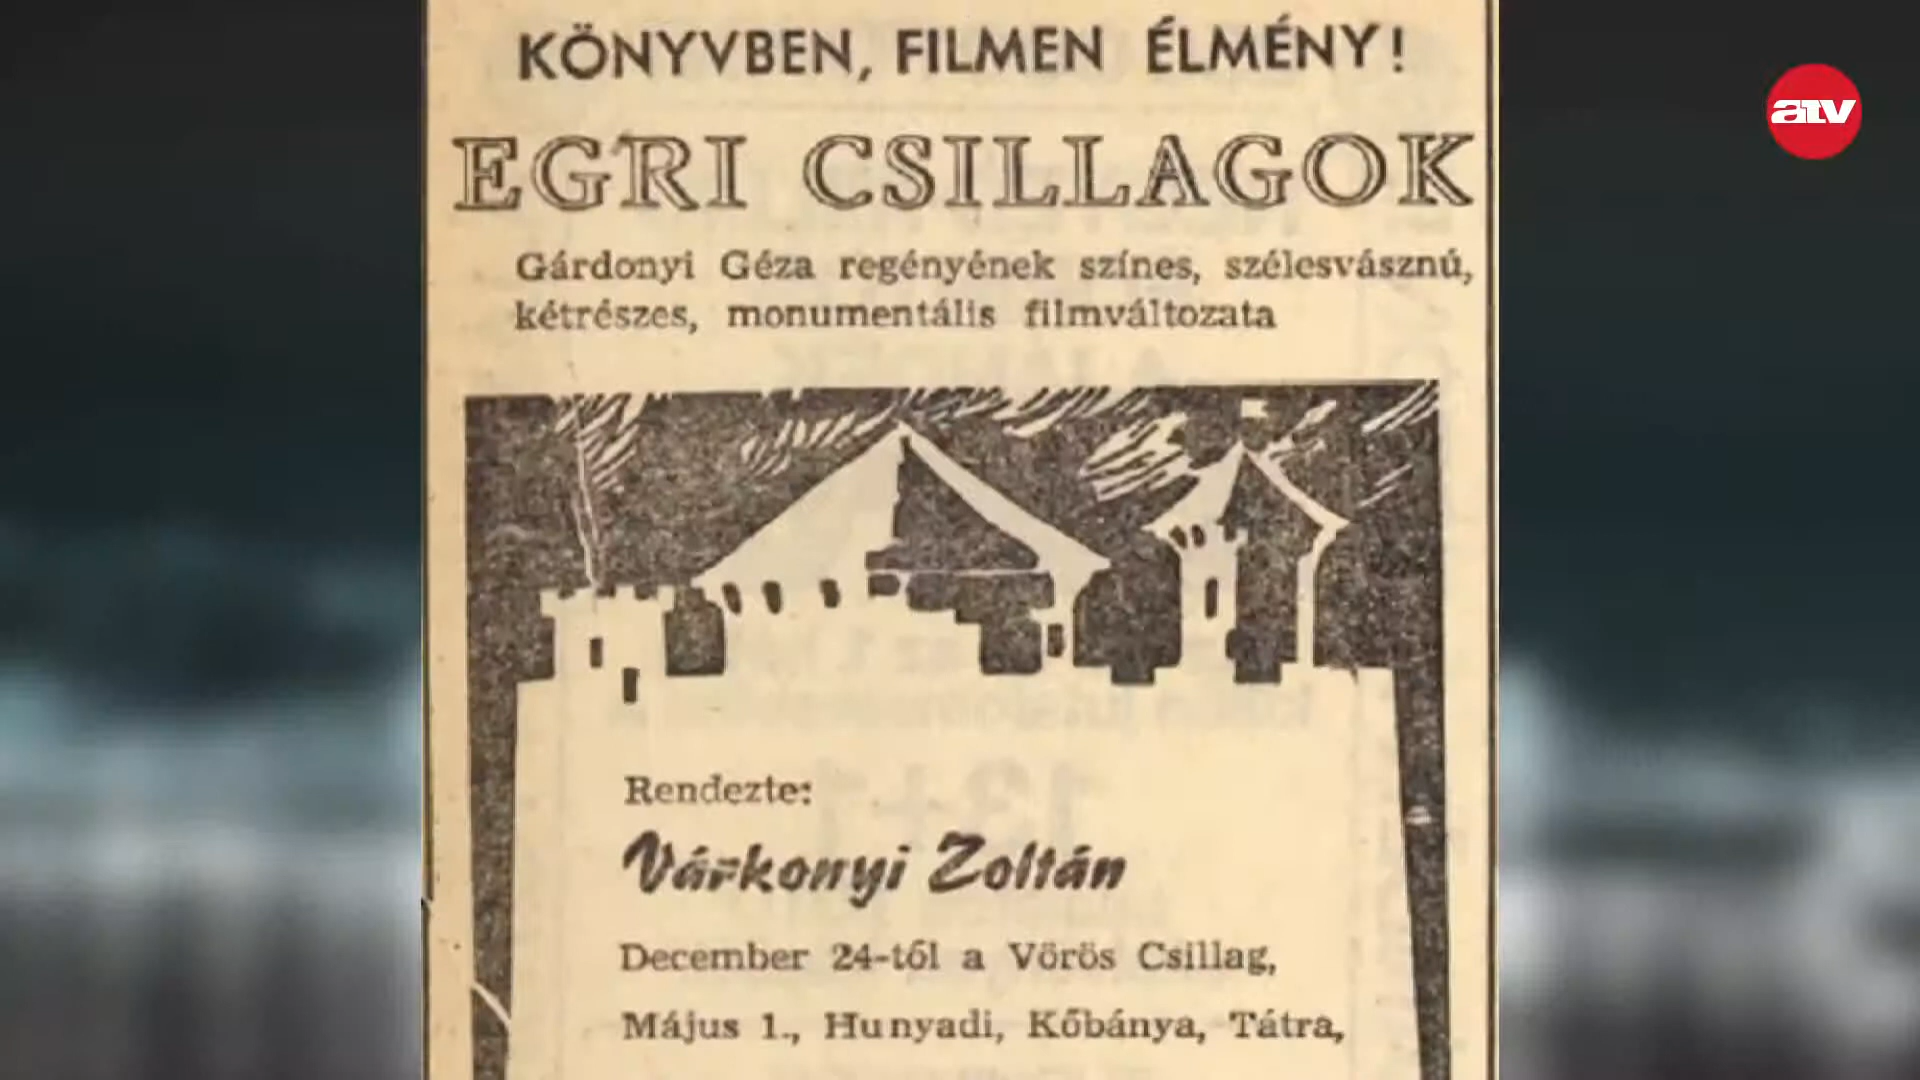 KÖNYVBEN, FILMEN ÉLMÉNY!
atv
EGRI CSILLAGOK
Gárdonyi Géza regényének színes, szélesvásznú,
kétrészes, monumentális filmváltozata
Rendezte:
Várkonyi Zoltán
December 24-től a Vörös Csillag,
Május 1., Hunyadi, Kőbánya, Tátra,